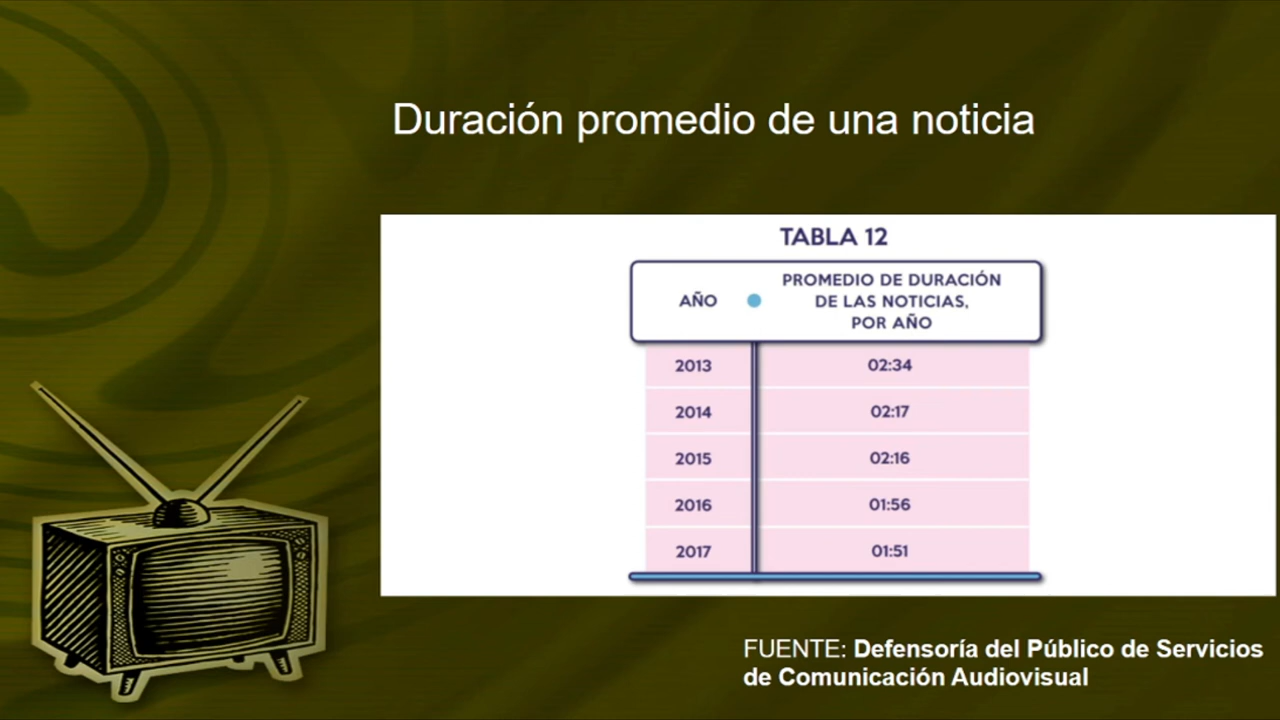 Duración promedio de una noticia
TABLA 12
AÑO
PROMEDIO DE DURACIÓN
DE LAS NOTICIAS,
POR AÑO
2013 02:34
2014 02:17
2015 02:16
2016 01:56
2017 01:51
FUENTE: Defensoría del Público de Servicios
de Comunicación Audiovisual